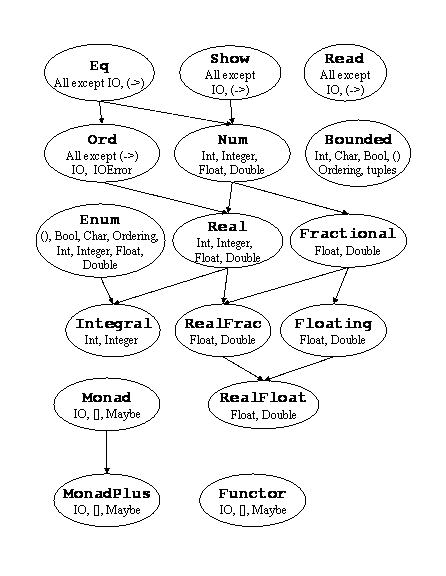 Eq
All except IO, (->)
Show
All except
IO, (->)
Read
All except
IO, (->)
Ord
All except (->)
IO, IOError
Num
Int, Integer,
Float, Double
Bounded
Int, Char, Bool, ()
Ordering, tuples
Enum
(), Bool, Char, Ordering,
Int, Integer, Float,
Double
Real
Int, Integer,
Float, Double
Fractional
Float, Double
Integral
Int, Integer
RealFrac
Float, Double
Floating
Float, Double
Monad
IO, [], Maybe
RealFloat
Float, Double
MonadPlus
IO, [], Maybe
Functor
IO, [], Maybe